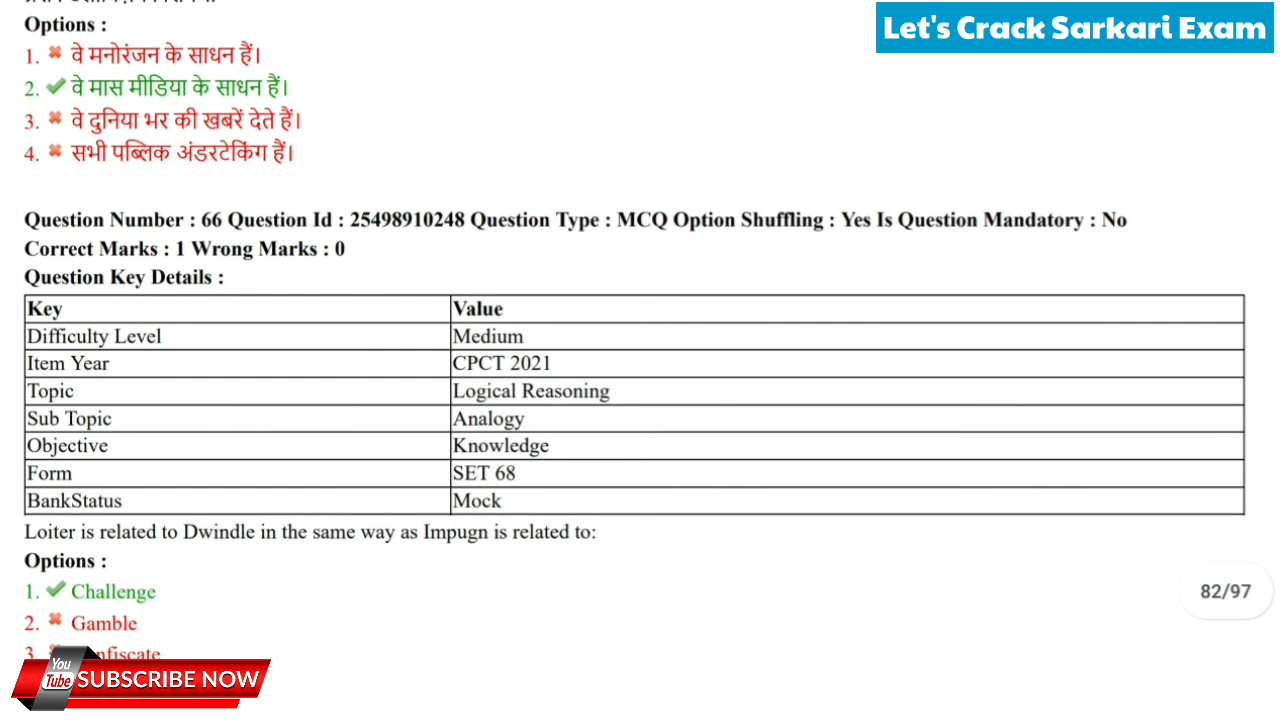 Let's Crack Sarkari Exam
Options :
1. वे मनोरंजन के साधन हैं।
2. वे मास मीडिया के साधन हैं।
3. वे दुनिया भर की खबरें देते हैं।
4. सभी पब्लिक अंडरटेकिंग हैं।
Question Number : 66 Question Id : 25498910248 Question Type : MCQ Option Shuffling : Yes Is Question Mandatory : No
Correct Marks : 1 Wrong Marks : 0
Question Key Details :
Key Value
Difficulty Level Medium
Item Year CPCT 2021
Topic Logical Reasoning
Sub Topic Analogy
Objective Knowledge
Form SET 68
BankStatus Mock
Loiter is related to Dwindle in the same way as Impugn is related to:
Options :
1. Challenge
82/97
2. Gamble
3.
You Tube SUBSCRIBE NOW